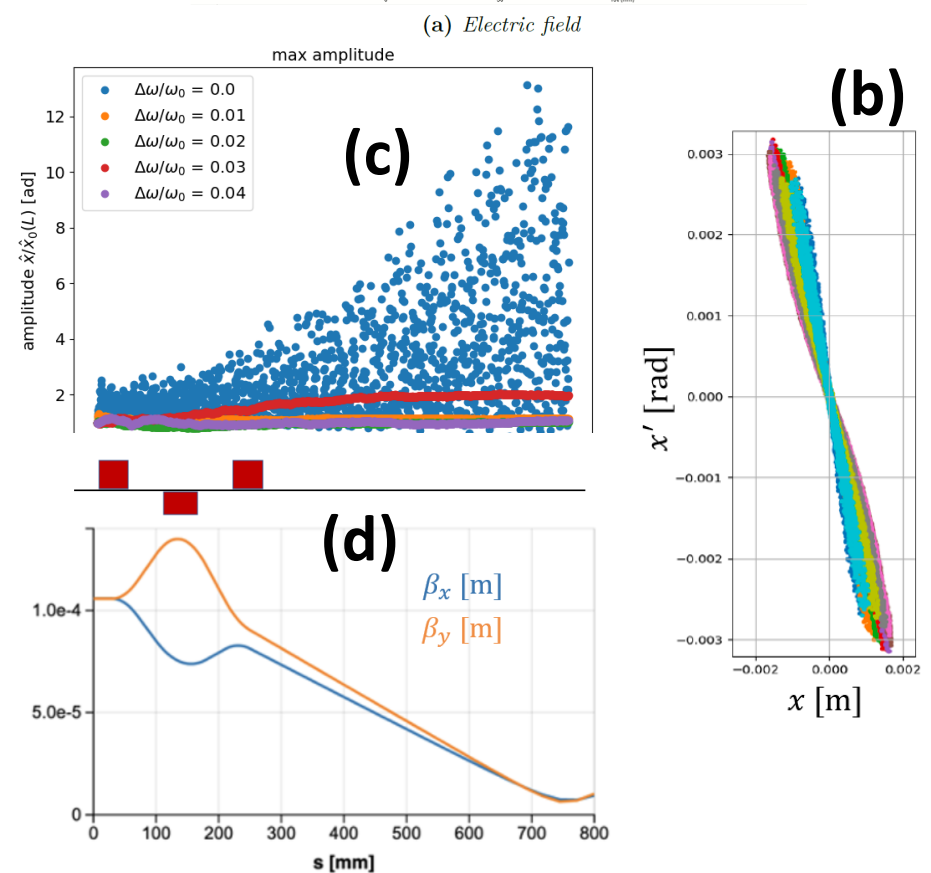 (a) Electric field
max amplitude
(c)
Δω/ω₀ = 0.0
Δω/ω₀ = 0.01
Δω/ω₀ = 0.02
Δω/ω₀ = 0.03
Δω/ω₀ = 0.04
amplitude x̂/x̂₀(L) [ad]
12
10
8
6
4
2
(b)
0.003
0.002
0.001
0.000
−0.001
−0.002
−0.003
x′ [rad]
−0.002 0.000 0.002
x [m]
(d)
βₓ [m]
β_y [m]
1.0e-4
5.0e-5
0
0 100 200 300 400 500 600 700 800
s [mm]